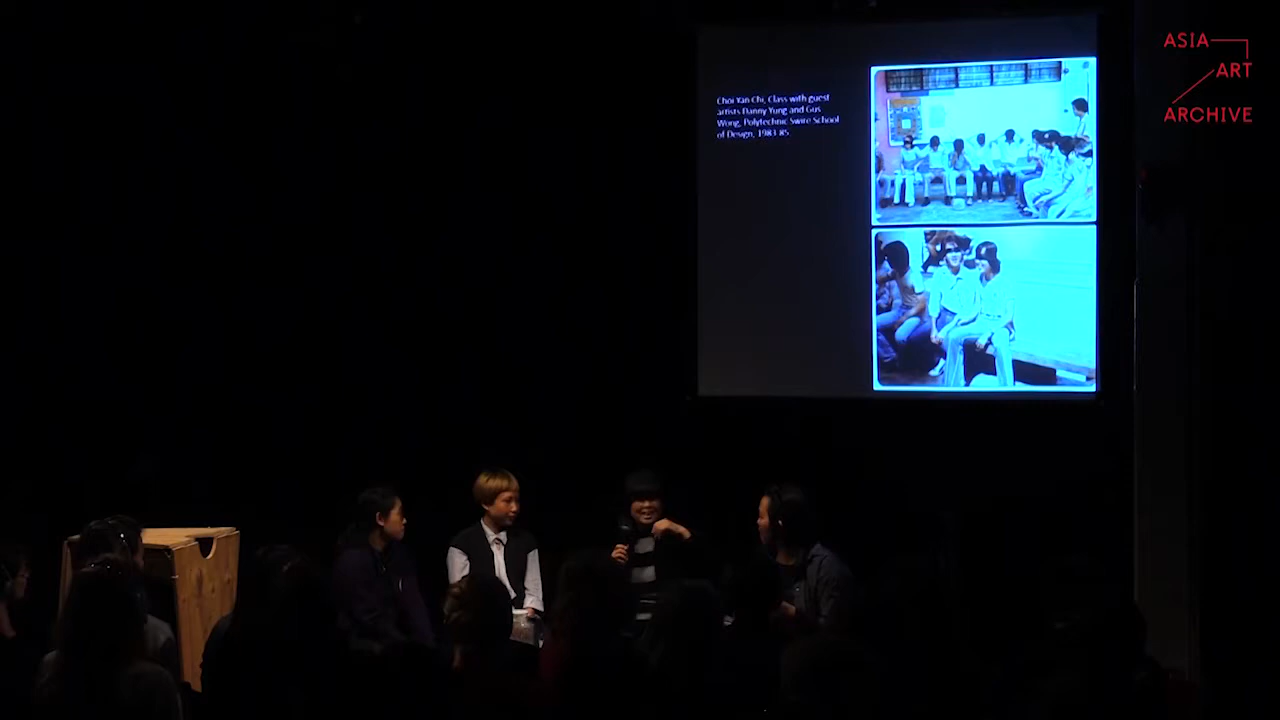 Choi Yan Chi, Class with guest
artists Danny Yung and Gus
Wong, Polytechnic Swire School
of Design, 1983-85
ASIA
ART
ARCHIVE